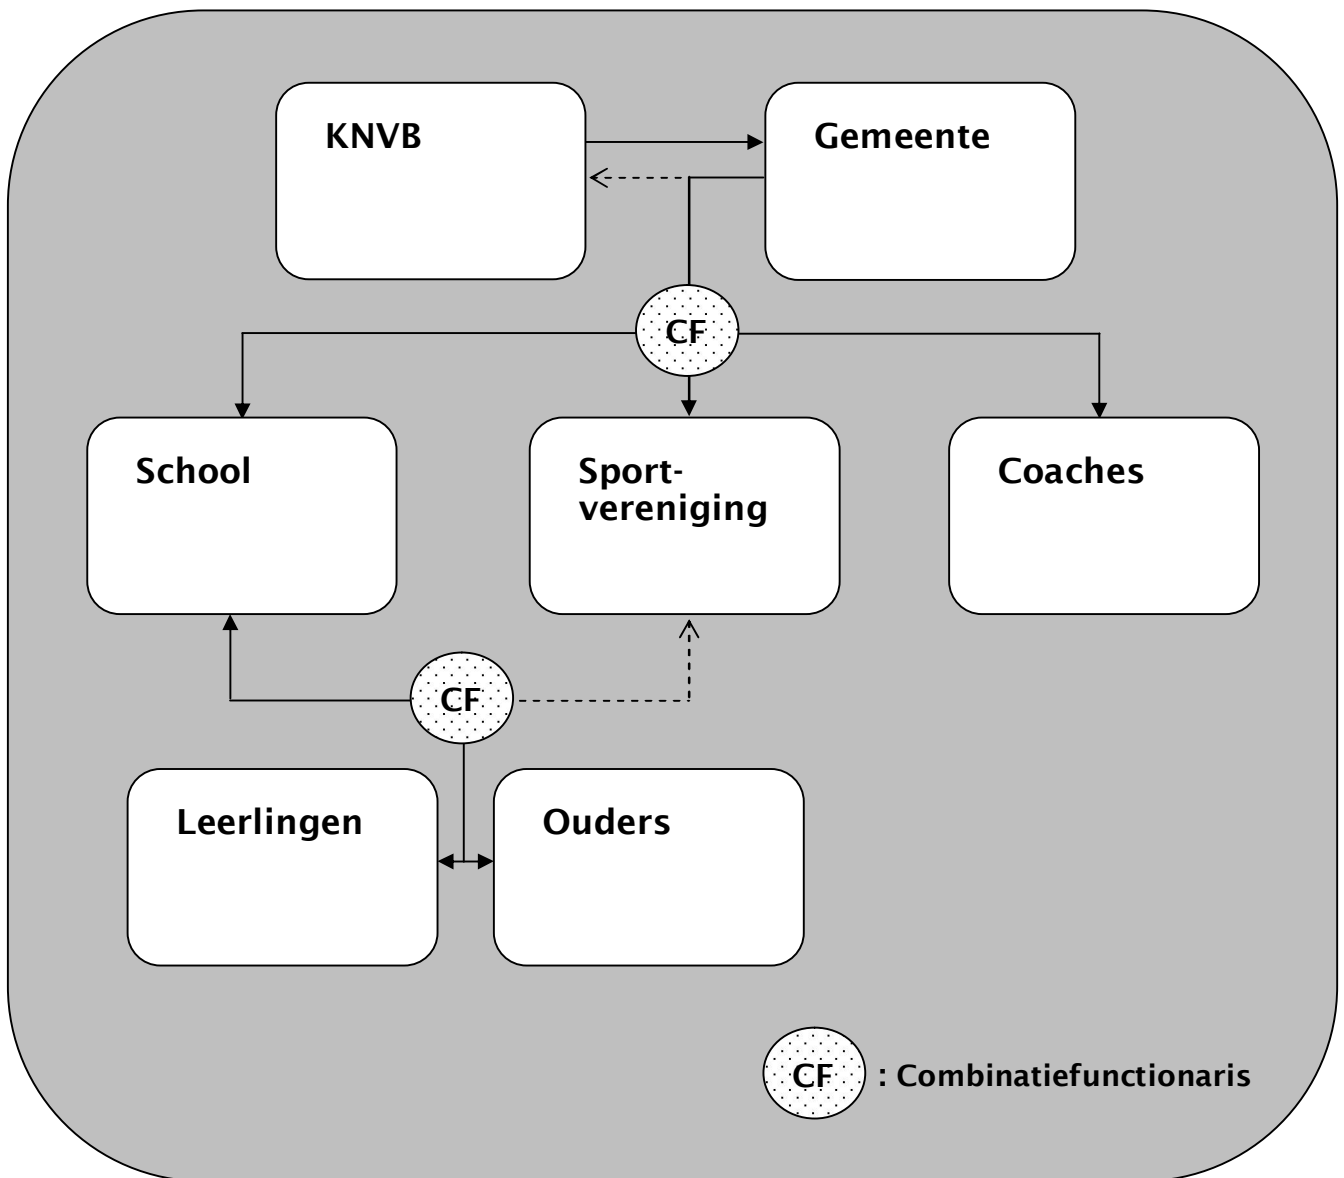 KNVB
Gemeente
CF
School
Sport-
vereniging
Coaches
CF
Leerlingen
Ouders
CF : Combinatiefunctionaris